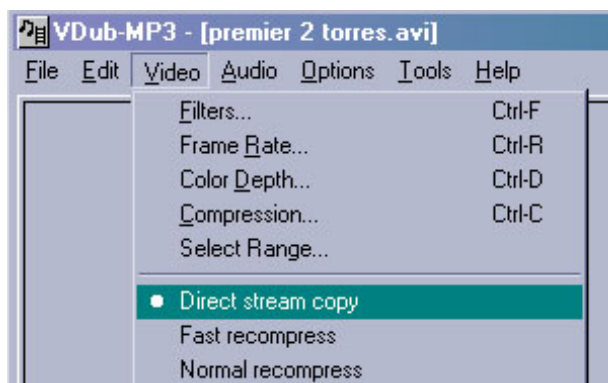 VDub-MP3 - [premier 2 torres.avi]
File Edit Video Audio Options Tools Help
Filters... Ctrl-F
Frame Rate... Ctrl-R
Color Depth... Ctrl-D
Compression... Ctrl-C
Select Range...
Direct stream copy
Fast recompress
Normal recompress